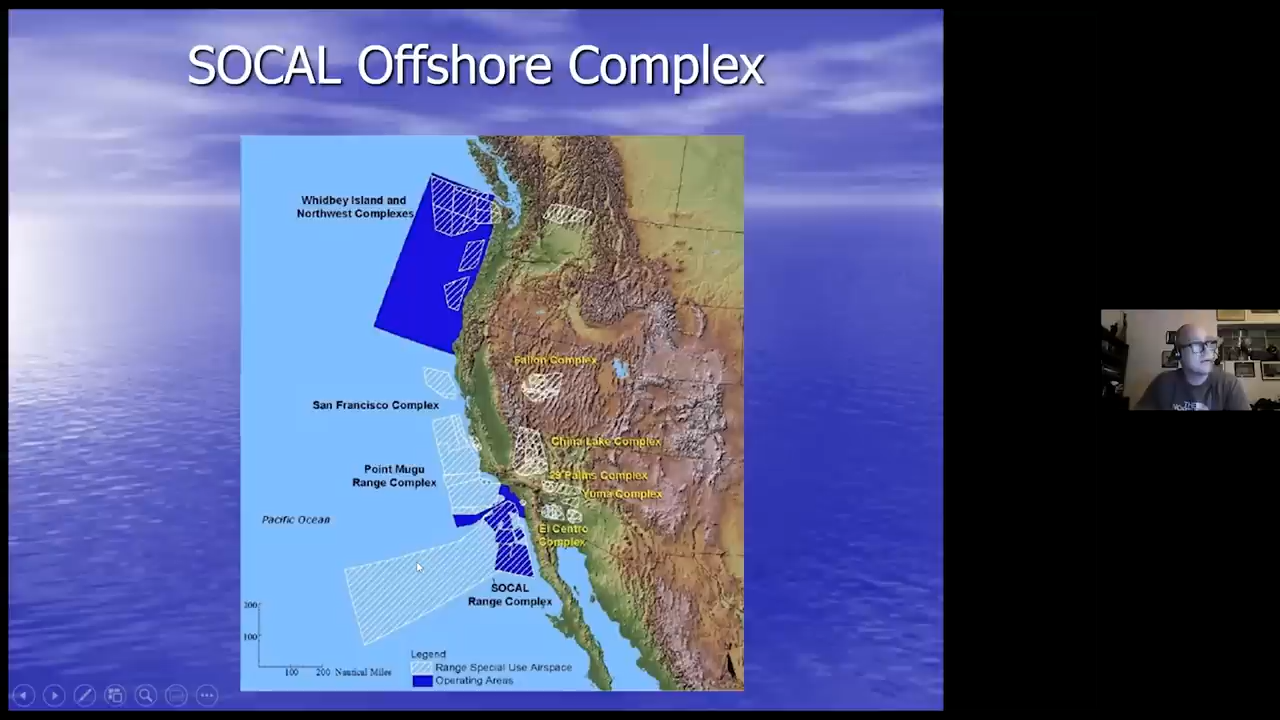 SOCAL Offshore Complex
Whidbey Island and
Northwest Complexes
Fallon Complex
San Francisco Complex
China Lake Complex
Point Mugu
Range Complex
29 Palms Complex
Yuma Complex
Pacific Ocean
El Centro
Complex
SOCAL
Range Complex
200
100
100 200 Nautical Miles
Legend
Range Special Use Airspace
Operating Areas
THE